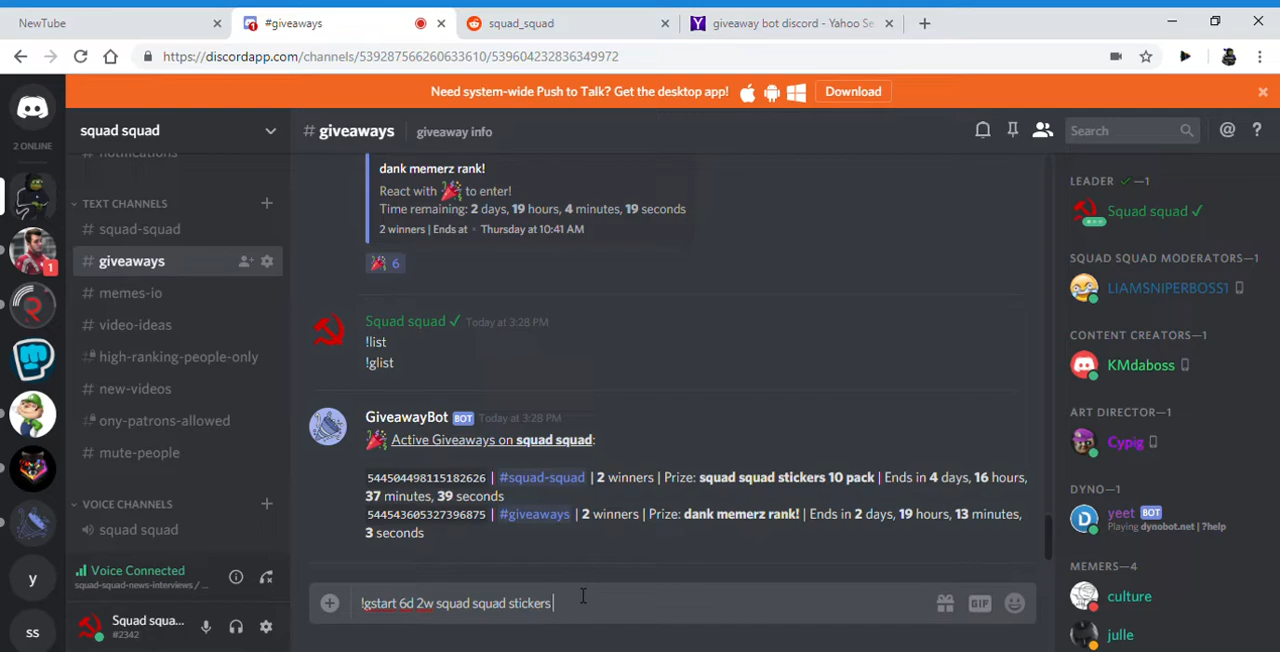 NewTube
#giveaways
squad_squad
giveaway bot discord - Yahoo Se
https://discordapp.com/channels/539287566260633610/539604232836349972
Need system-wide Push to Talk? Get the desktop app! Download
2 ONLINE
squad squad
# giveaways giveaway info
Search
notifications
TEXT CHANNELS
# squad-squad
# giveaways
# memes-io
# video-ideas
# high-ranking-people-only
# new-videos
# ony-patrons-allowed
# mute-people
VOICE CHANNELS
squad squad
Voice Connected
squad-squad-news-interviews / ...
Squad squa...
#2342
1
y
ss
dank memerz rank!
React with to enter!
Time remaining: 2 days, 19 hours, 4 minutes, 19 seconds
2 winners | Ends at • Thursday at 10:41 AM
6
Squad squad ✓ Today at 3:28 PM
!list
!glist
GiveawayBot BOT Today at 3:28 PM
Active Giveaways on squad squad:
544504498115182626 | #squad-squad | 2 winners | Prize: squad squad stickers 10 pack | Ends in 4 days, 16 hours,
37 minutes, 39 seconds
544543605327396875 | #giveaways | 2 winners | Prize: dank memerz rank! | Ends in 2 days, 19 hours, 13 minutes,
3 seconds
!gstart 6d 2w squad squad stickers
GIF
LEADER ✓—1
Squad squad ✓
SQUAD SQUAD MODERATORS—1
LIAMSNIPERBOSS1
CONTENT CREATORS—1
KMdaboss
ART DIRECTOR—1
Cypig
DYNO—1
yeet BOT
Playing dynobot.net | ?help
MEMERS—4
culture
julle